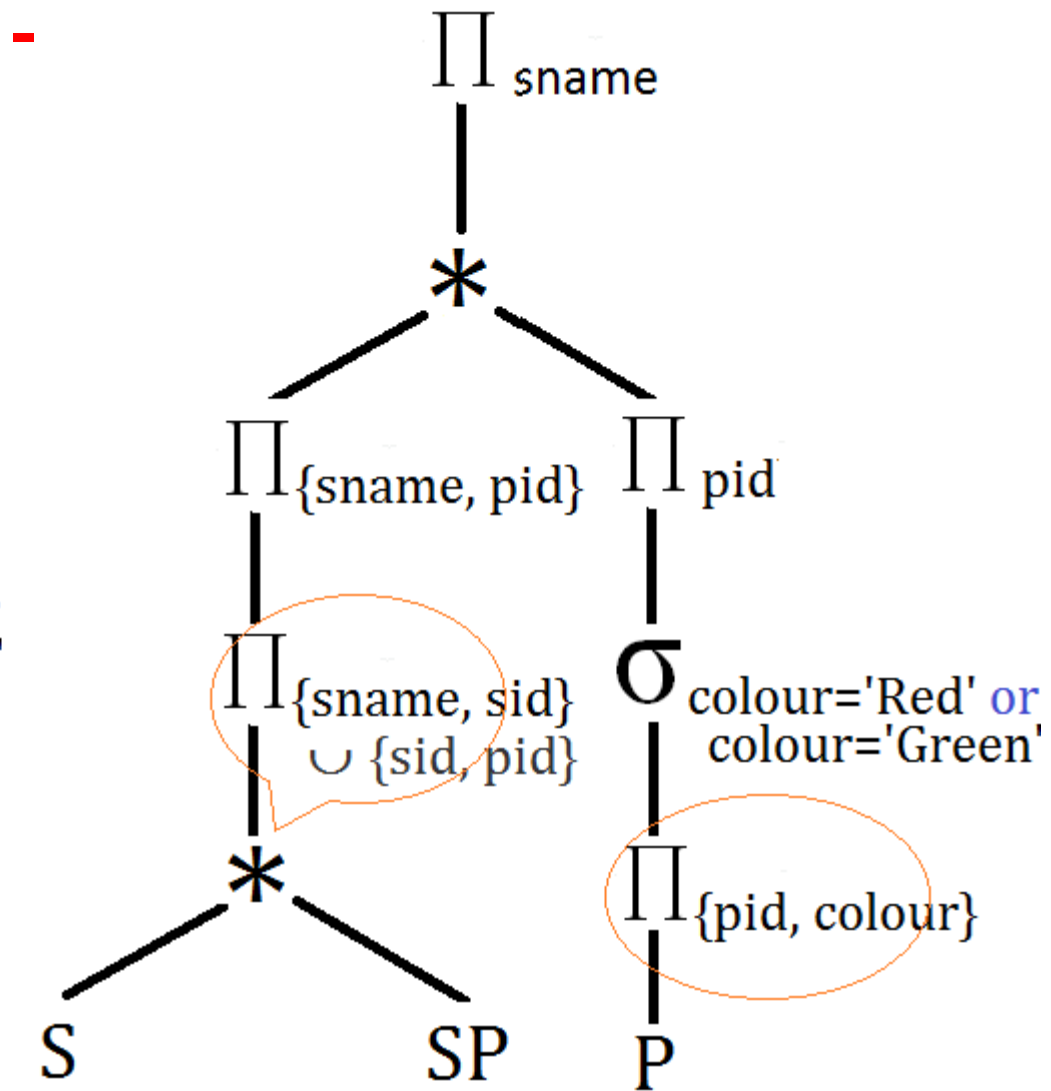 ∏ sname
*
∏{sname, pid} ∏ pid
∏{sname, sid}
∪ {sid, pid}
σ colour='Red' or
colour='Green'
*
∏{pid, colour}
S SP P